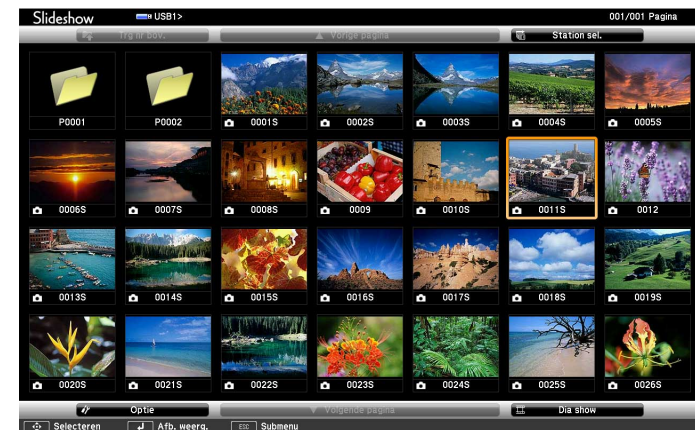 Slideshow USB1> 001/001 Pagina
Trg nr bov. Vorige pagina Station sel.
P0001 P0002 0001S 0002S 0003S 0004S 0005S
0006S 0007S 0008S 0009 0010S 0011S 0012
0013S 0014S 0015S 0016S 0017S 0018S 0019S
0020S 0021S 0022S 0023S 0024S 0025S 0026S
Optie Volgende pagina Dia show
Selecteren Afb. weerg. ESC Submenu